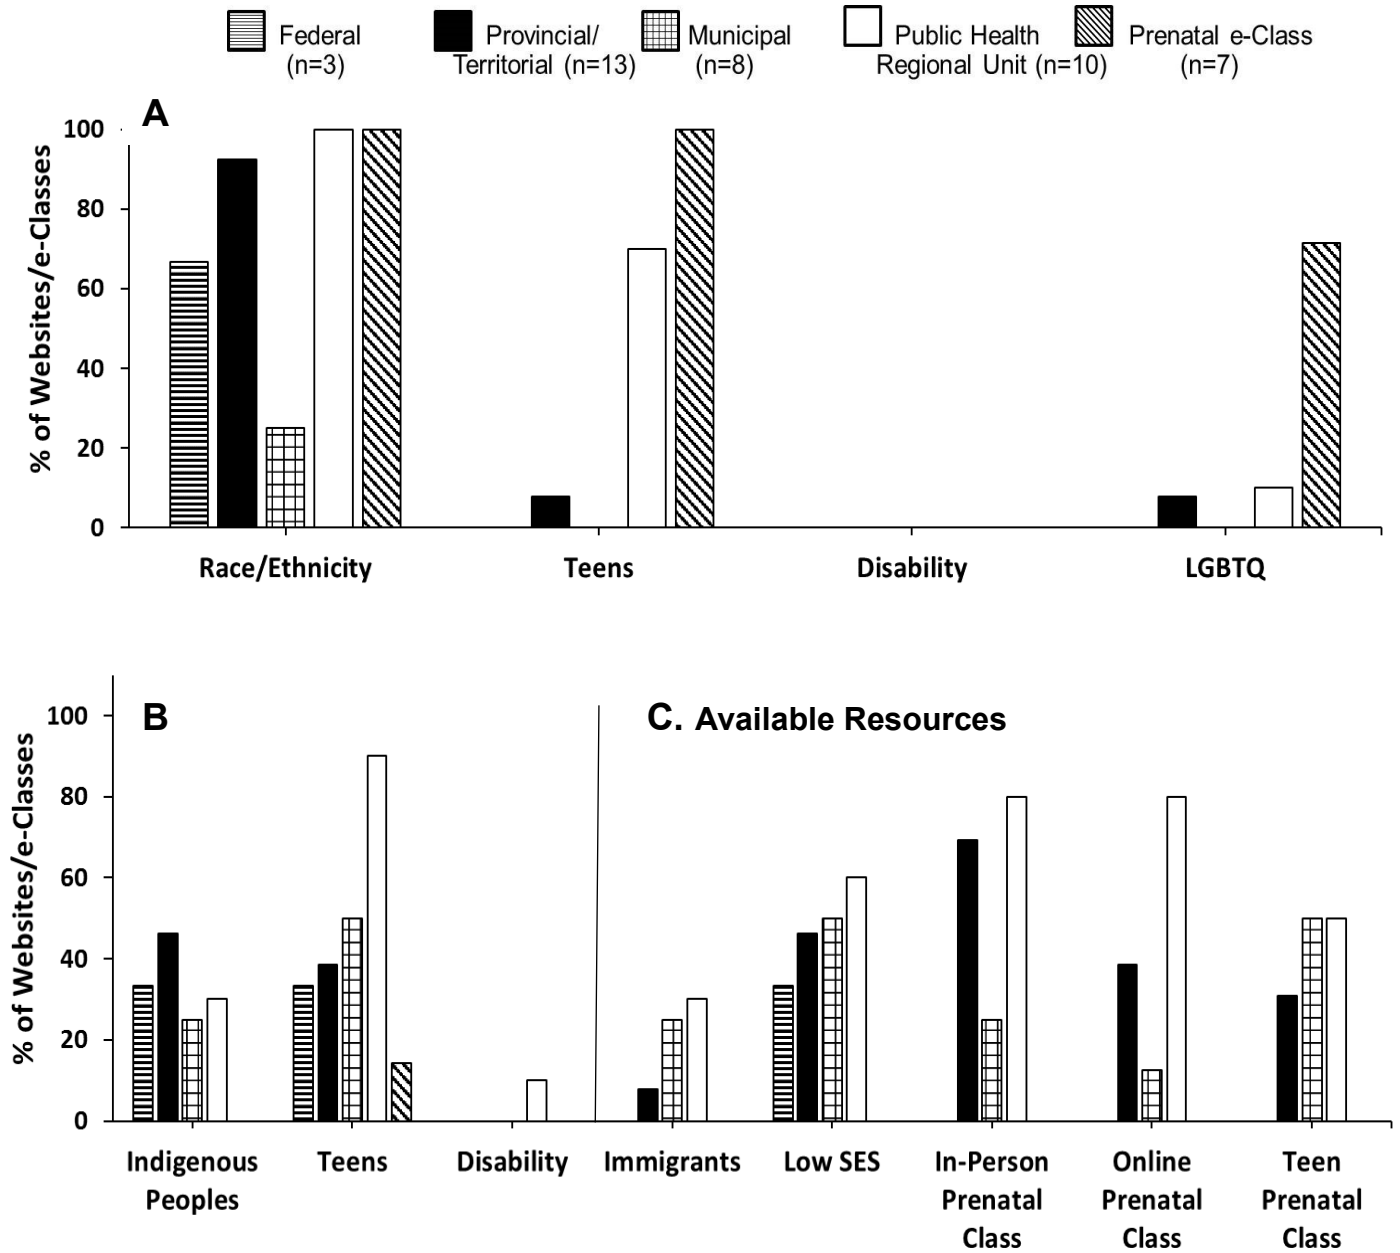 Federal
(n=3)
Provincial/
Territorial (n=13)
Municipal
(n=8)
Public Health
Regional Unit (n=10)
Prenatal e-Class
(n=7)
A
% of Websites/e-Classes
100
80
60
40
20
0
Race/Ethnicity
Teens
Disability
LGBTQ
B
C. Available Resources
% of Websites/e-Classes
100
80
60
40
20
0
Indigenous
Peoples
Teens
Disability
Immigrants
Low SES
In-Person
Prenatal
Class
Online
Prenatal
Class
Teen
Prenatal
Class